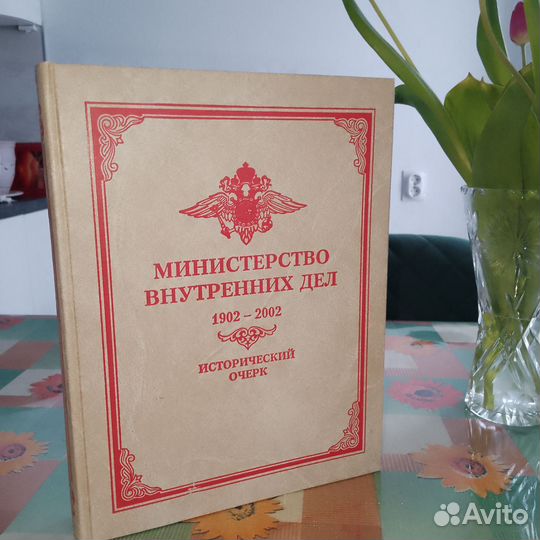 МИНИСТЕРСТВО
ВНУТРЕННИХ ДЕЛ
1902 – 2002
ИСТОРИЧЕСКИЙ
ОЧЕРК
Avito